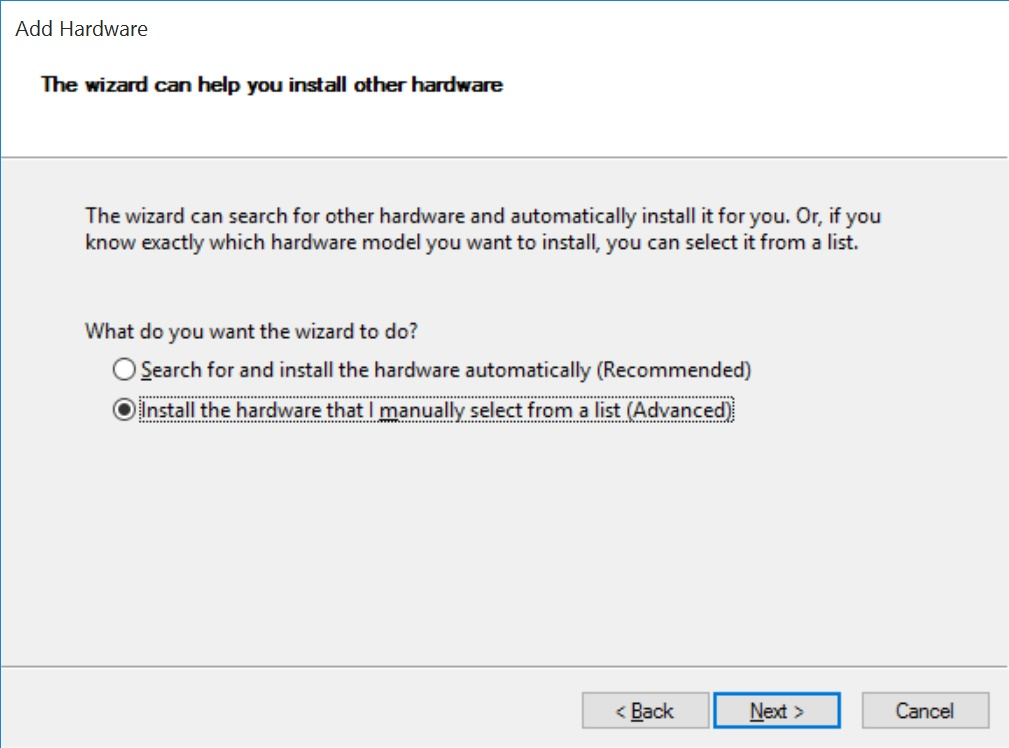 Add Hardware
The wizard can help you install other hardware
The wizard can search for other hardware and automatically install it for you. Or, if you
know exactly which hardware model you want to install, you can select it from a list.
What do you want the wizard to do?
Search for and install the hardware automatically (Recommended)
Install the hardware that I manually select from a list (Advanced)
< Back Next > Cancel